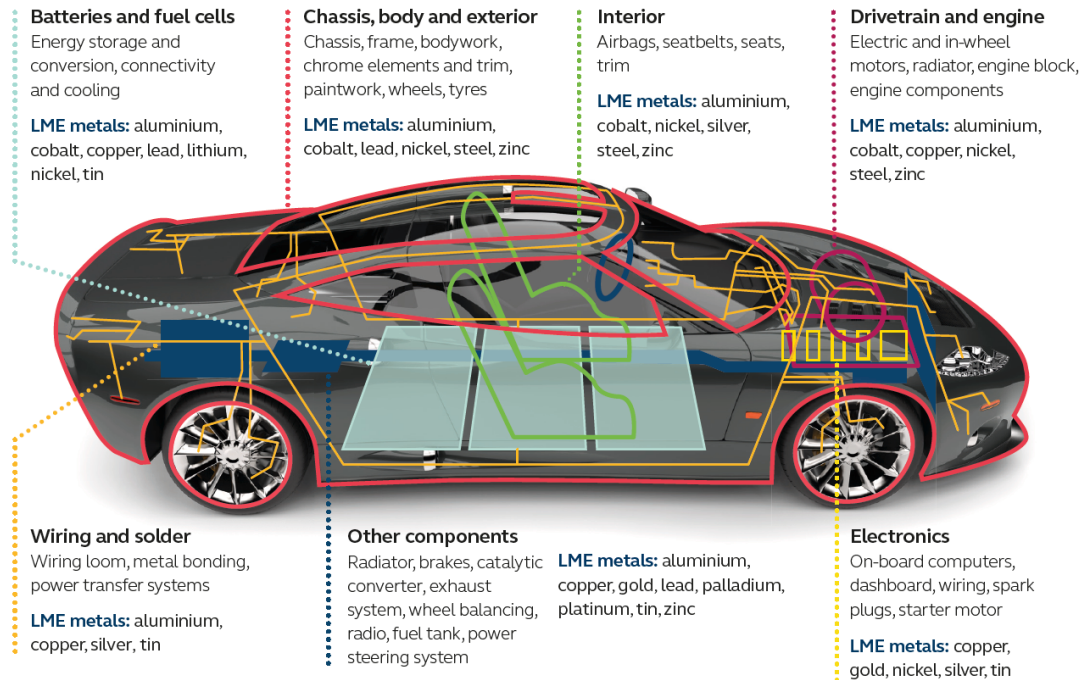 Batteries and fuel cells
Energy storage and
conversion, connectivity
and cooling
LME metals: aluminium,
cobalt, copper, lead, lithium,
nickel, tin
Chassis, body and exterior
Chassis, frame, bodywork,
chrome elements and trim,
paintwork, wheels, tyres
LME metals: aluminium,
cobalt, lead, nickel, steel, zinc
Interior
Airbags, seatbelts, seats,
trim
LME metals: aluminium,
cobalt, nickel, silver,
steel, zinc
Drivetrain and engine
Electric and in-wheel
motors, radiator, engine block,
engine components
LME metals: aluminium,
cobalt, copper, nickel,
steel, zinc
Wiring and solder
Wiring loom, metal bonding,
power transfer systems
LME metals: aluminium,
copper, silver, tin
Other components
Radiator, brakes, catalytic
converter, exhaust
system, wheel balancing,
radio, fuel tank, power
steering system
LME metals: aluminium,
copper, gold, lead, palladium,
platinum, tin, zinc
Electronics
On-board computers,
dashboard, wiring, spark
plugs, starter motor
LME metals: copper,
gold, nickel, silver, tin